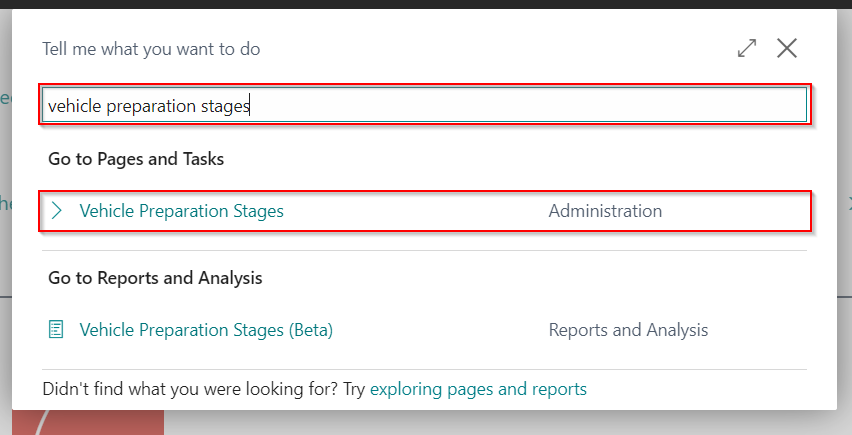 Tell me what you want to do
vehicle preparation stages
Go to Pages and Tasks
Vehicle Preparation Stages Administration
Go to Reports and Analysis
Vehicle Preparation Stages (Beta) Reports and Analysis
Didn't find what you were looking for? Try exploring pages and reports